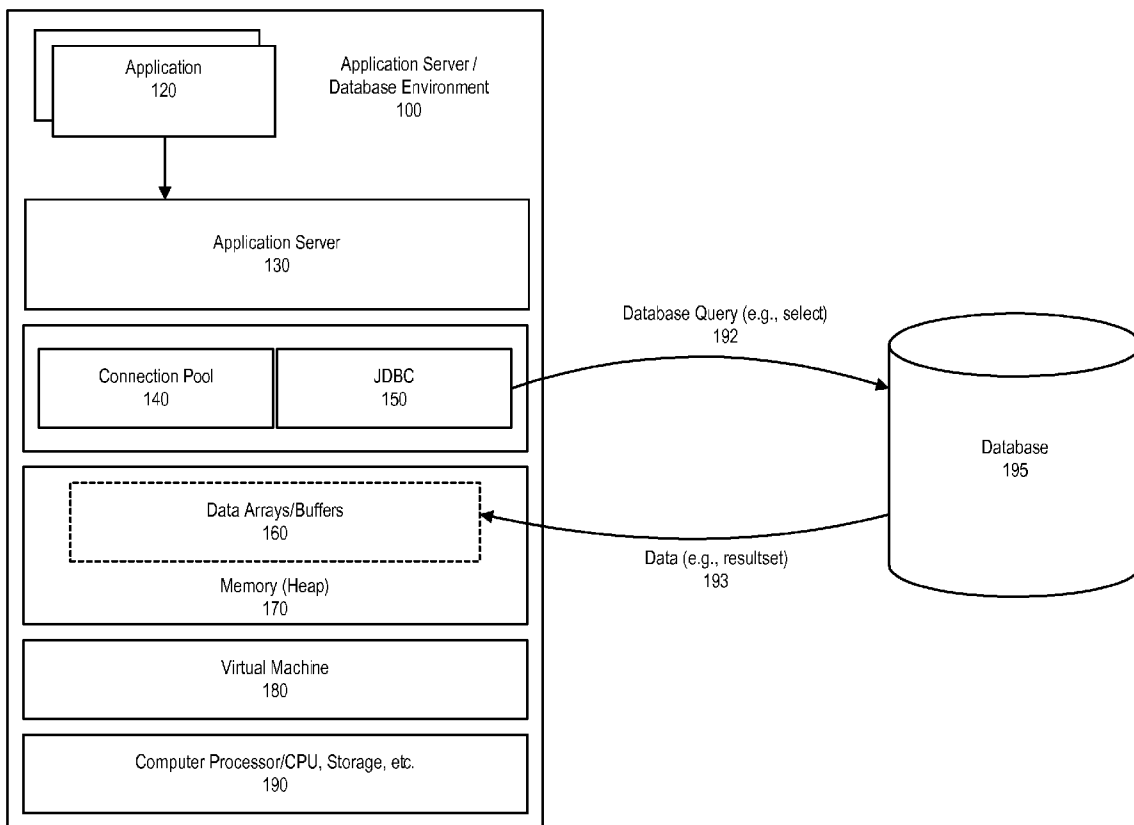 Application
120
Application Server /
Database Environment
100
Application Server
130
Connection Pool
140
JDBC
150
Database Query (e.g., select)
192
Database
195
Data Arrays/Buffers
160
Memory (Heap)
170
Data (e.g., resultset)
193
Virtual Machine
180
Computer Processor/CPU, Storage, etc.
190